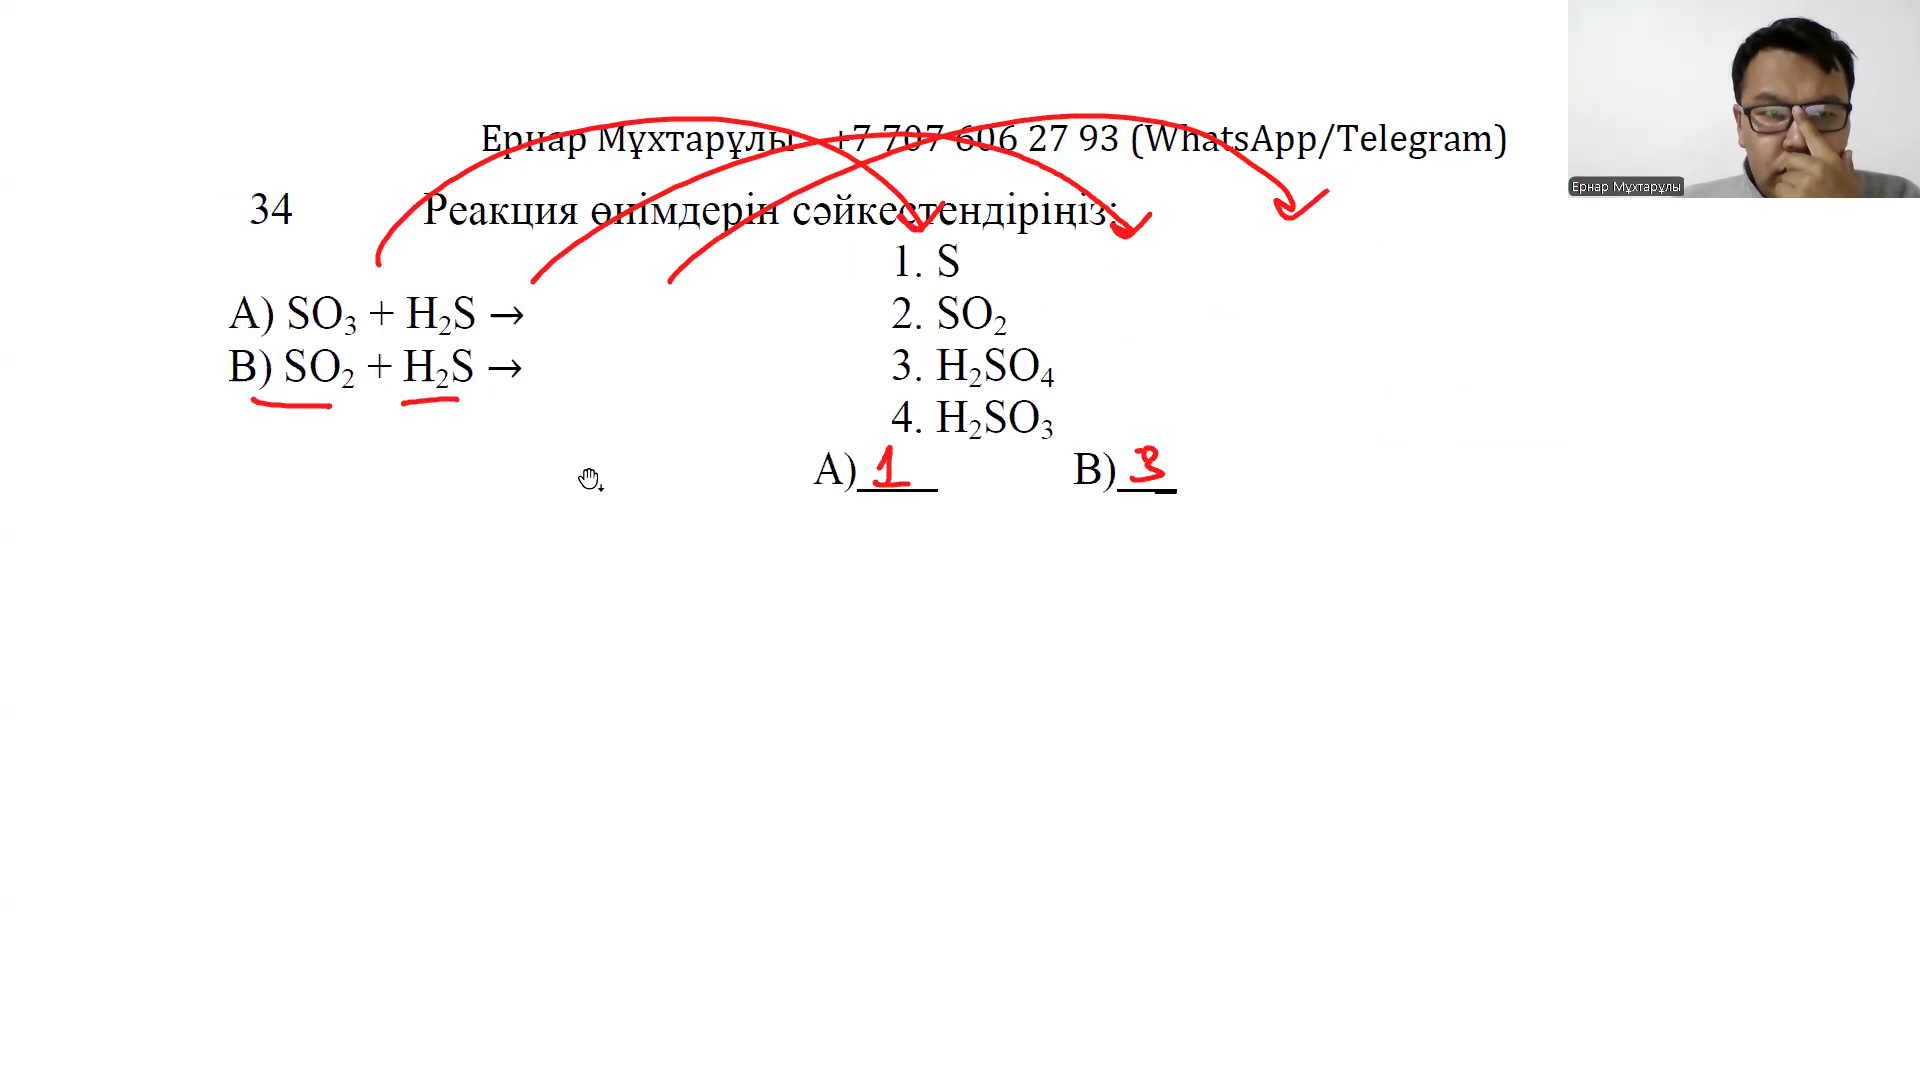 Ернар Мұхтарұлы +7 707 606 27 93 (WhatsApp/Telegram)
Ернар Мұхтарұлы
34 Реакция өнімдерін сәйкестендіріңіз:
1. S
A) SO₃ + H₂S → 2. SO₂
B) SO₂ + H₂S → 3. H₂SO₄
4. H₂SO₃
A) 1 B) 3